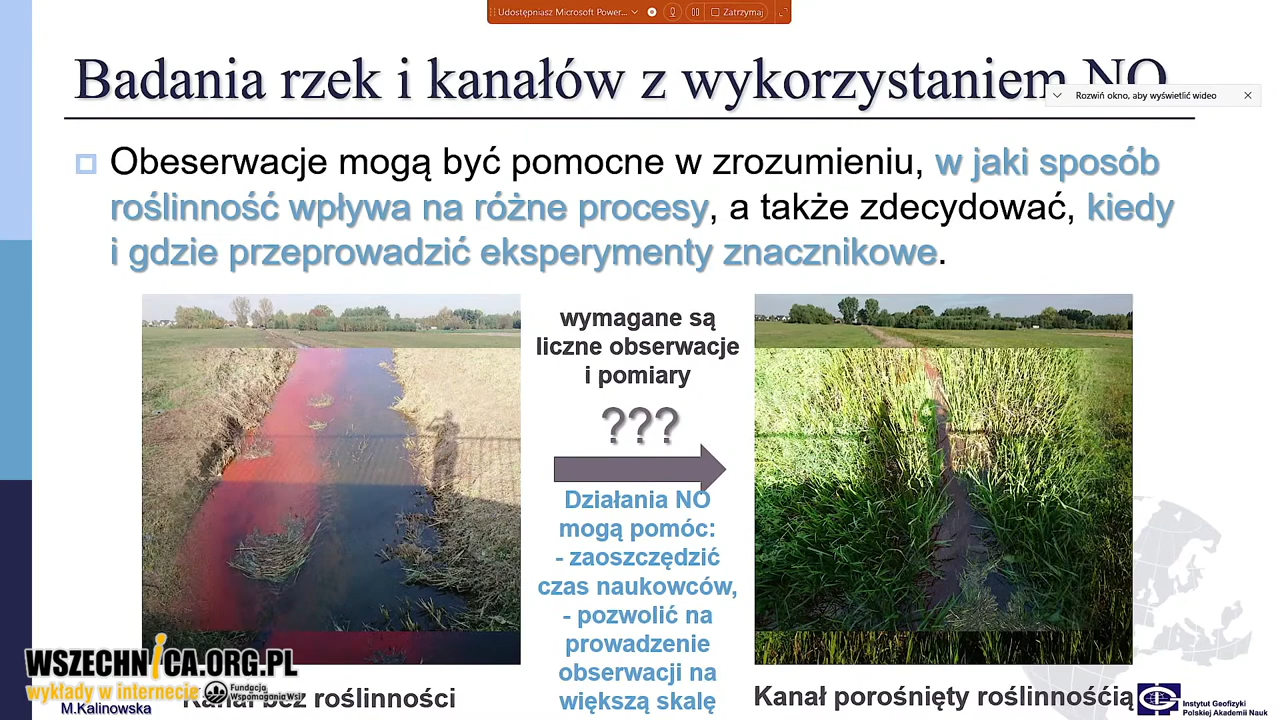 Udostępniasz Microsoft Power...
Zatrzymaj
Badania rzek i kanałów z wykorzystaniem NO
Rozwiń okno, aby wyświetlić wideo
Obeserwacje mogą być pomocne w zrozumieniu, w jaki sposób
roślinność wpływa na różne procesy, a także zdecydować, kiedy
i gdzie przeprowadzić eksperymenty znacznikowe.
wymagane są
liczne obserwacje
i pomiary
???
Działania NO
mogą pomóc:
- zaoszczędzić
czas naukowców,
- pozwolić na
prowadzenie
obserwacji na
większą skalę
WSZECHNICA.ORG.PL
wykłady w internecie
Fundacja
Wspomagania Wsi
Kanał bez roślinności
Kanał porośnięty roślinnośćią
M.Kalinowska
Instytut Geofizyki
Polskiej Akademii Nauk